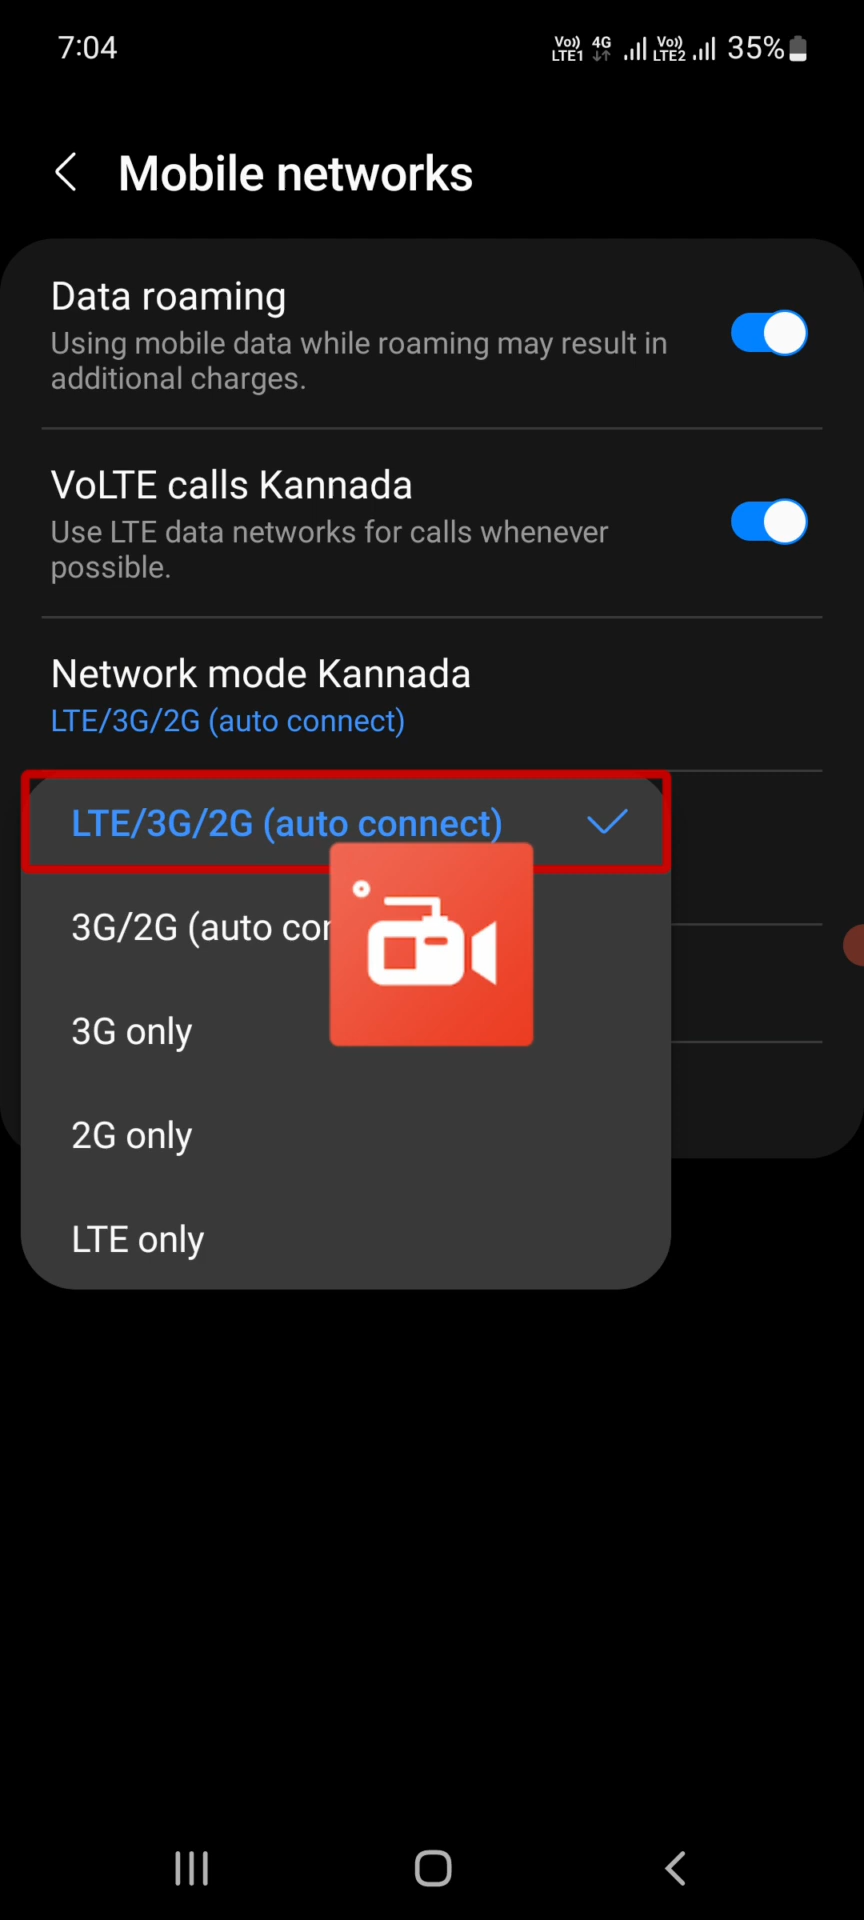 7:04
Vo)) LTE1 4G Vo)) LTE2 35%
Mobile networks
Data roaming
Using mobile data while roaming may result in
additional charges.
VoLTE calls Kannada
Use LTE data networks for calls whenever
possible.
Network mode Kannada
LTE/3G/2G (auto connect)
LTE/3G/2G (auto connect)
3G/2G (auto
3G only
2G only
LTE only